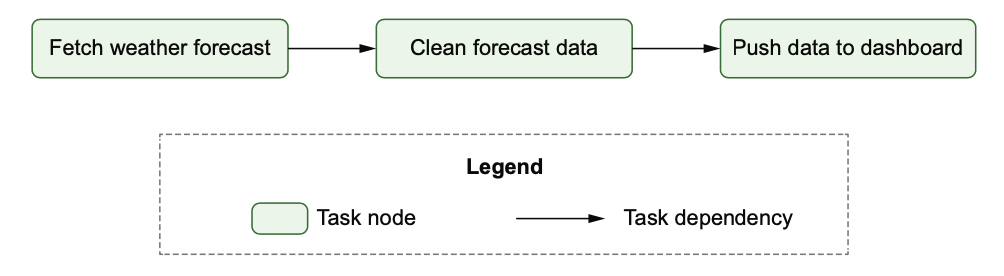 Fetch weather forecast
Clean forecast data
Push data to dashboard
Legend
Task node
Task dependency